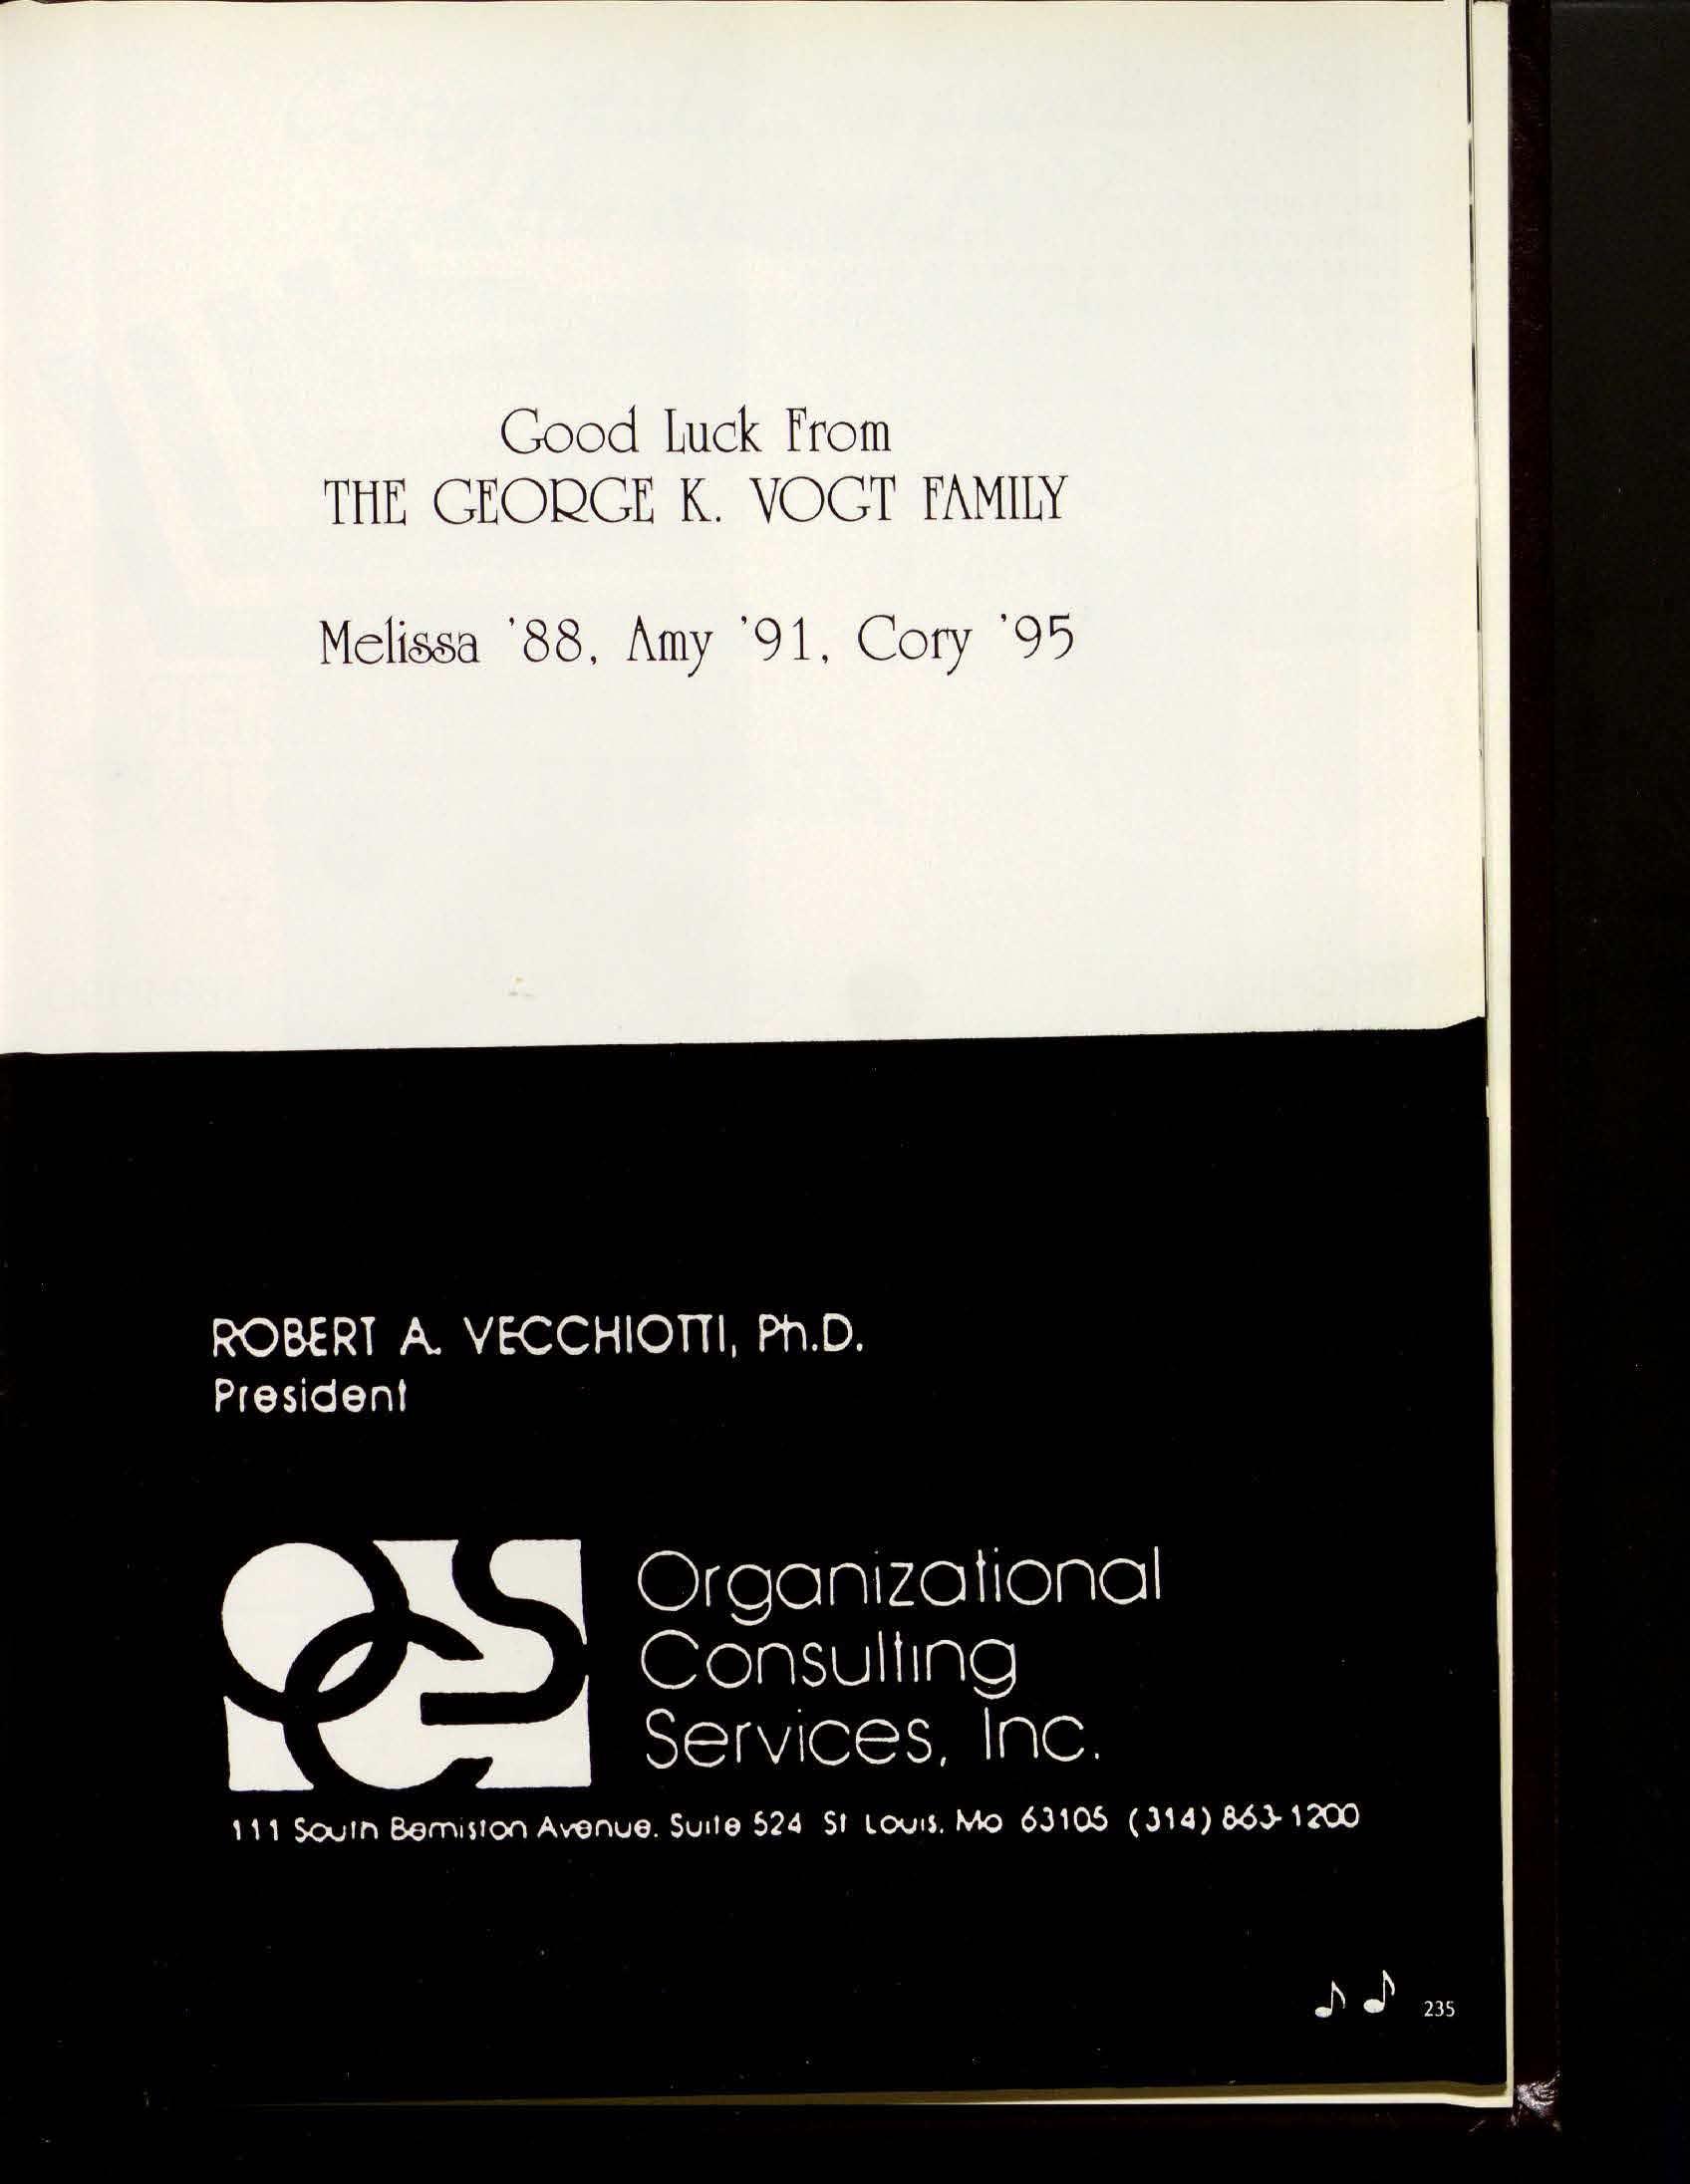 Good Luck From
THE GEORGE K. VOGT FAMILY
Melissa '88, Amy '91, Cory '95
ROBERT A. VECCHIOTTI, Ph.D.
President
OCS
Organizational
Consulting
Services, Inc.
111 South Bemiston Avenue. Suite 524 St Louis. Mo 63105 (314) 863-1200
235